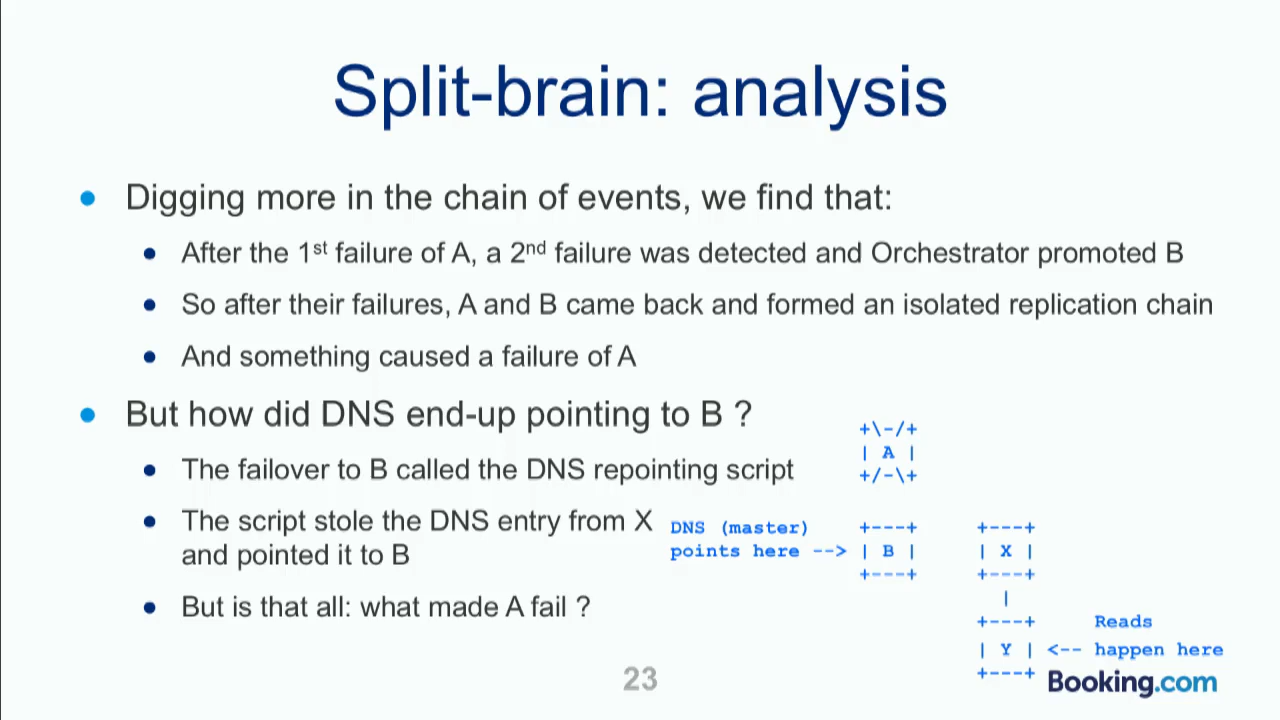 Split-brain: analysis
Digging more in the chain of events, we find that:
After the 1st failure of A, a 2nd failure was detected and Orchestrator promoted B
So after their failures, A and B came back and formed an isolated replication chain
And something caused a failure of A
But how did DNS end-up pointing to B ?
The failover to B called the DNS repointing script
The script stole the DNS entry from X
and pointed it to B
But is that all: what made A fail ?
+\-/+
| A |
+/-\+
DNS (master) +---+ +---+
points here --> | B | | X |
+---+ +---+
|
+---+ Reads
| Y | <-- happen here
+---+
Booking.com
23